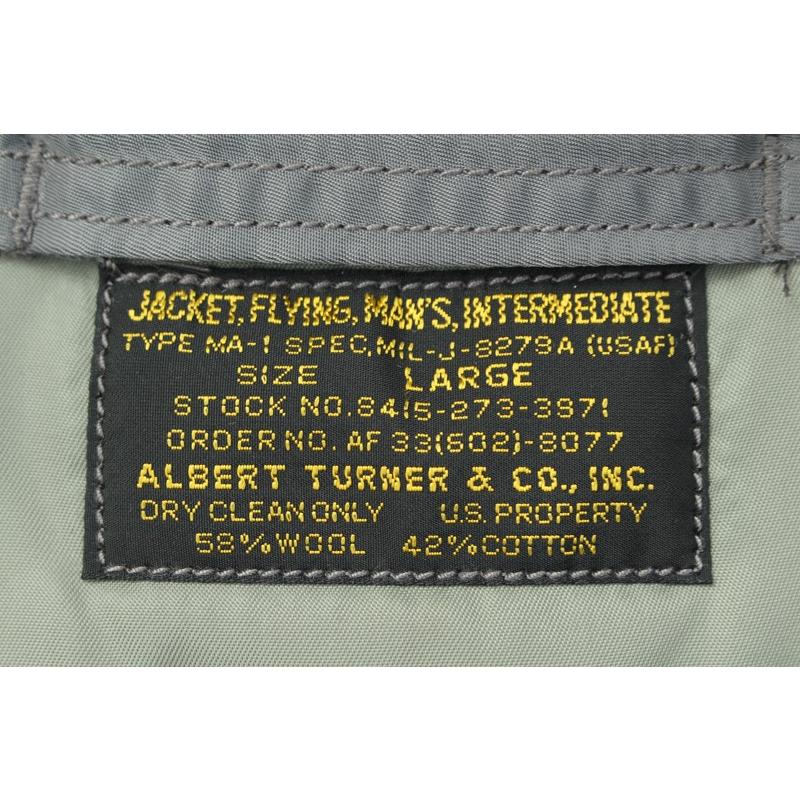 JACKET, FLYING, MAN'S, INTERMEDIATE
TYPE MA-1 SPEC. MIL-J-8279A (USAF)
SIZE LARGE
STOCK NO. 8415-273-3971
ORDER NO. AF 33(602)-8077
ALBERT TURNER & CO., INC.
DRY CLEAN ONLY U.S. PROPERTY
58% WOOL 42% COTTON